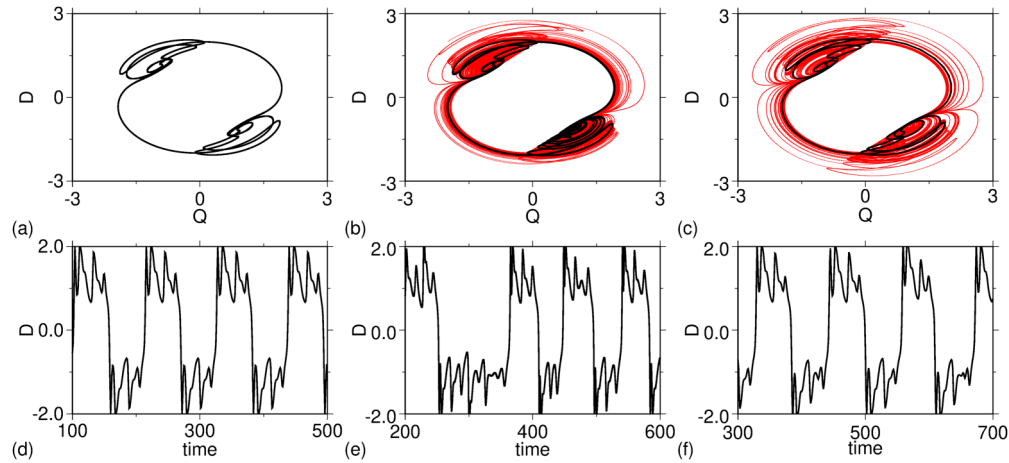 3 3 3
D 0 D 0 D 0
-3 -3 -3
-3 0 3 -3 0 3 -3 0 3
(a) Q (b) Q (c) Q
2.0 2.0 2.0
D 0.0 D 0.0 D 0.0
-2.0 -2.0 -2.0
100 300 500 200 400 600 300 500 700
(d) time (e) time (f) time